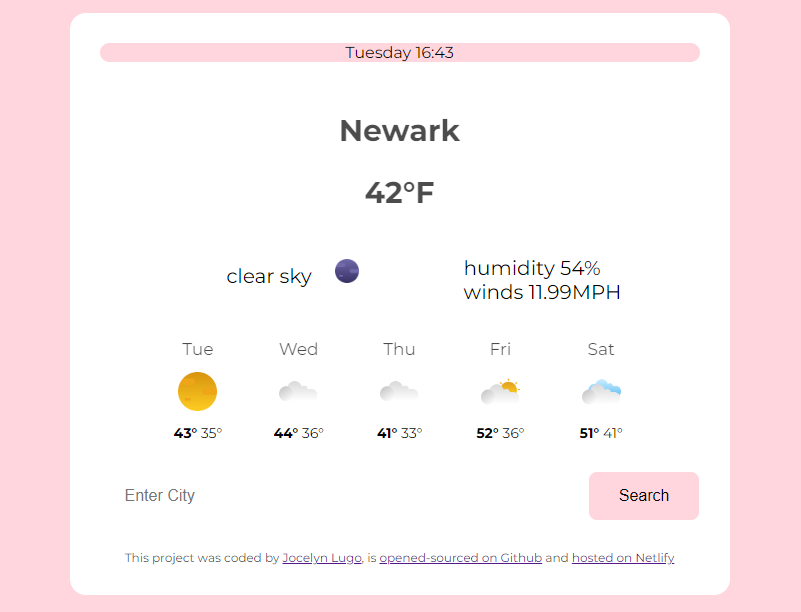 Tuesday 16:43
Newark
42°F
clear sky
humidity 54%
winds 11.99MPH
Tue Wed Thu Fri Sat
43° 35° 44° 36° 41° 33° 52° 36° 51° 41°
Enter City Search
This project was coded by Jocelyn Lugo, is opened-sourced on Github and hosted on Netlify